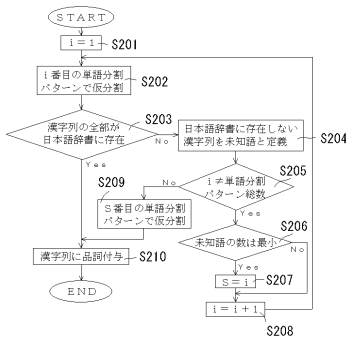 START
i=1
S201
i番目の単語分割
パターンで仮分割
S202
漢字列の全部が
日本語辞書に存在
S203
No
Yes
日本語辞書に存在しない
漢字列を未知語と定義
S204
i≠単語分割
パターン総数
S205
No
Yes
S209
S番目の単語分割
パターンで仮分割
未知語の数は最小
S206
No
Yes
S=i
S207
i=i+1
S208
漢字列に品詞付与
S210
END